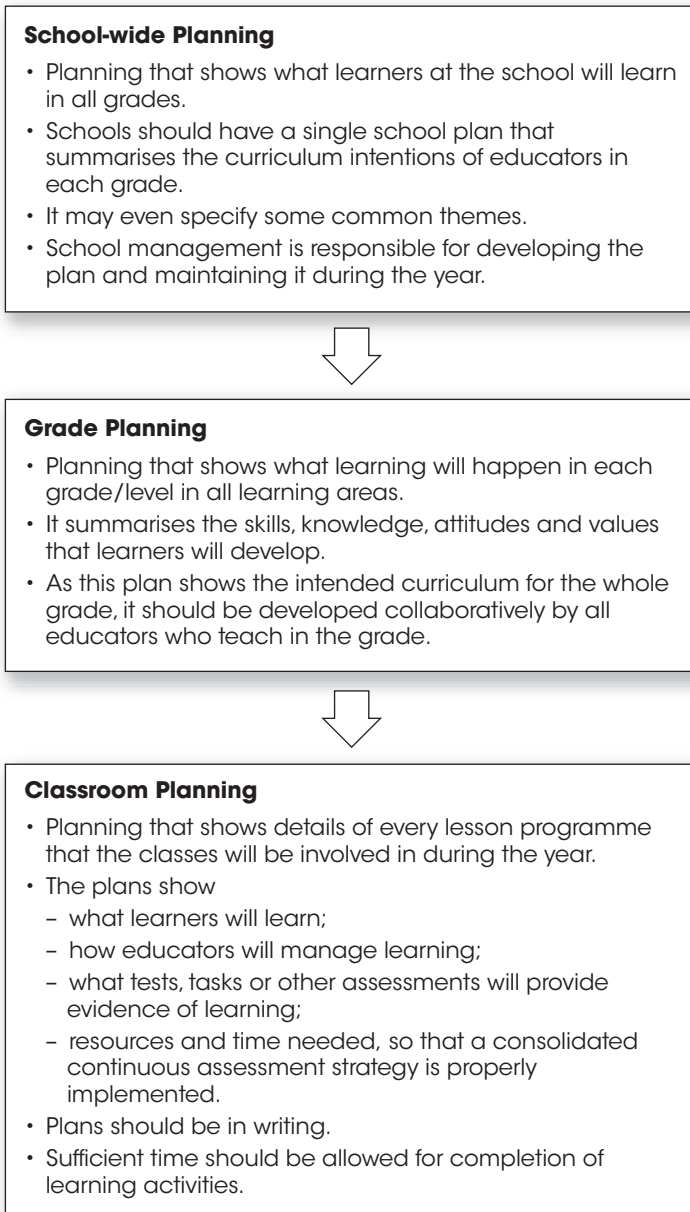 School-wide Planning
• Planning that shows what learners at the school will learn
in all grades.
• Schools should have a single school plan that
summarises the curriculum intentions of educators in
each grade.
• It may even specify some common themes.
• School management is responsible for developing the
plan and maintaining it during the year.
Grade Planning
• Planning that shows what learning will happen in each
grade/level in all learning areas.
• It summarises the skills, knowledge, attitudes and values
that learners will develop.
• As this plan shows the intended curriculum for the whole
grade, it should be developed collaboratively by all
educators who teach in the grade.
Classroom Planning
• Planning that shows details of every lesson programme
that the classes will be involved in during the year.
• The plans show
– what learners will learn;
– how educators will manage learning;
– what tests, tasks or other assessments will provide
evidence of learning;
– resources and time needed, so that a consolidated
continuous assessment strategy is properly
implemented.
• Plans should be in writing.
• Sufficient time should be allowed for completion of
learning activities.